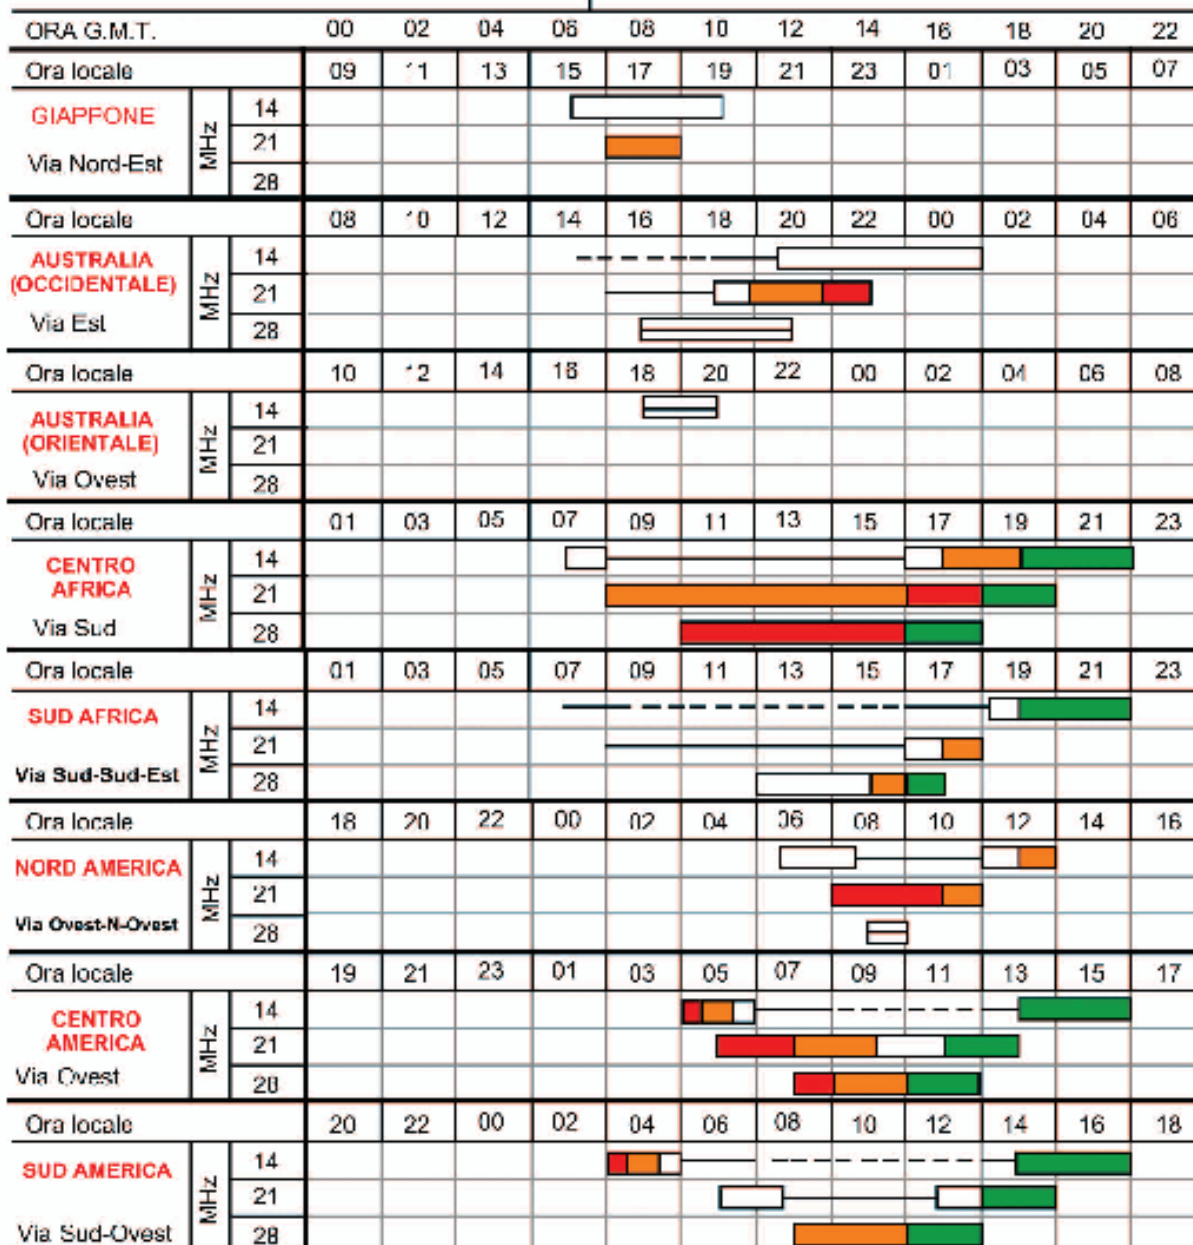 ORA G.M.T. 00 02 04 06 08 10 12 14 16 18 20 22
Ora locale 09 11 13 15 17 19 21 23 01 03 05 07
GIAPPONE
Via Nord-Est
MHz
14
21
28
Ora locale 08 10 12 14 16 18 20 22 00 02 04 06
AUSTRALIA
(OCCIDENTALE)
Via Est
MHz
14
21
28
Ora locale 10 12 14 16 18 20 22 00 02 04 06 08
AUSTRALIA
(ORIENTALE)
Via Ovest
MHz
14
21
28
Ora locale 01 03 05 07 09 11 13 15 17 19 21 23
CENTRO
AFRICA
Via Sud
MHz
14
21
28
Ora locale 01 03 05 07 09 11 13 15 17 19 21 23
SUD AFRICA
Via Sud-Sud-Est
MHz
14
21
28
Ora locale 18 20 22 00 02 04 06 08 10 12 14 16
NORD AMERICA
Via Ovest-N-Ovest
MHz
14
21
28
Ora locale 19 21 23 01 03 05 07 09 11 13 15 17
CENTRO
AMERICA
Via Ovest
MHz
14
21
28
Ora locale 20 22 00 02 04 06 08 10 12 14 16 18
SUD AMERICA
Via Sud-Ovest
MHz
14
21
28